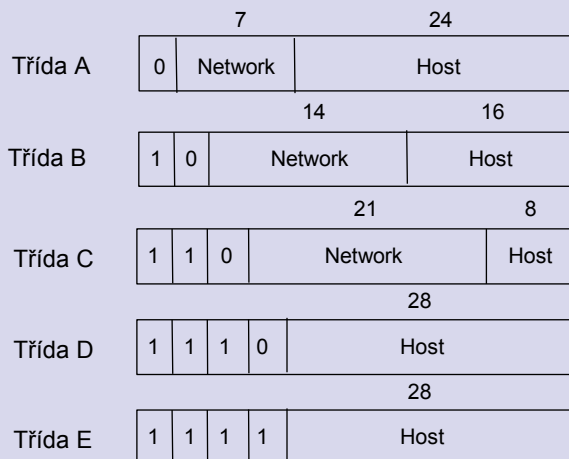 7 24
Třída A 0 Network Host
14 16
Třída B 1 0 Network Host
21 8
Třída C 1 1 0 Network Host
28
Třída D 1 1 1 0 Host
28
Třída E 1 1 1 1 Host